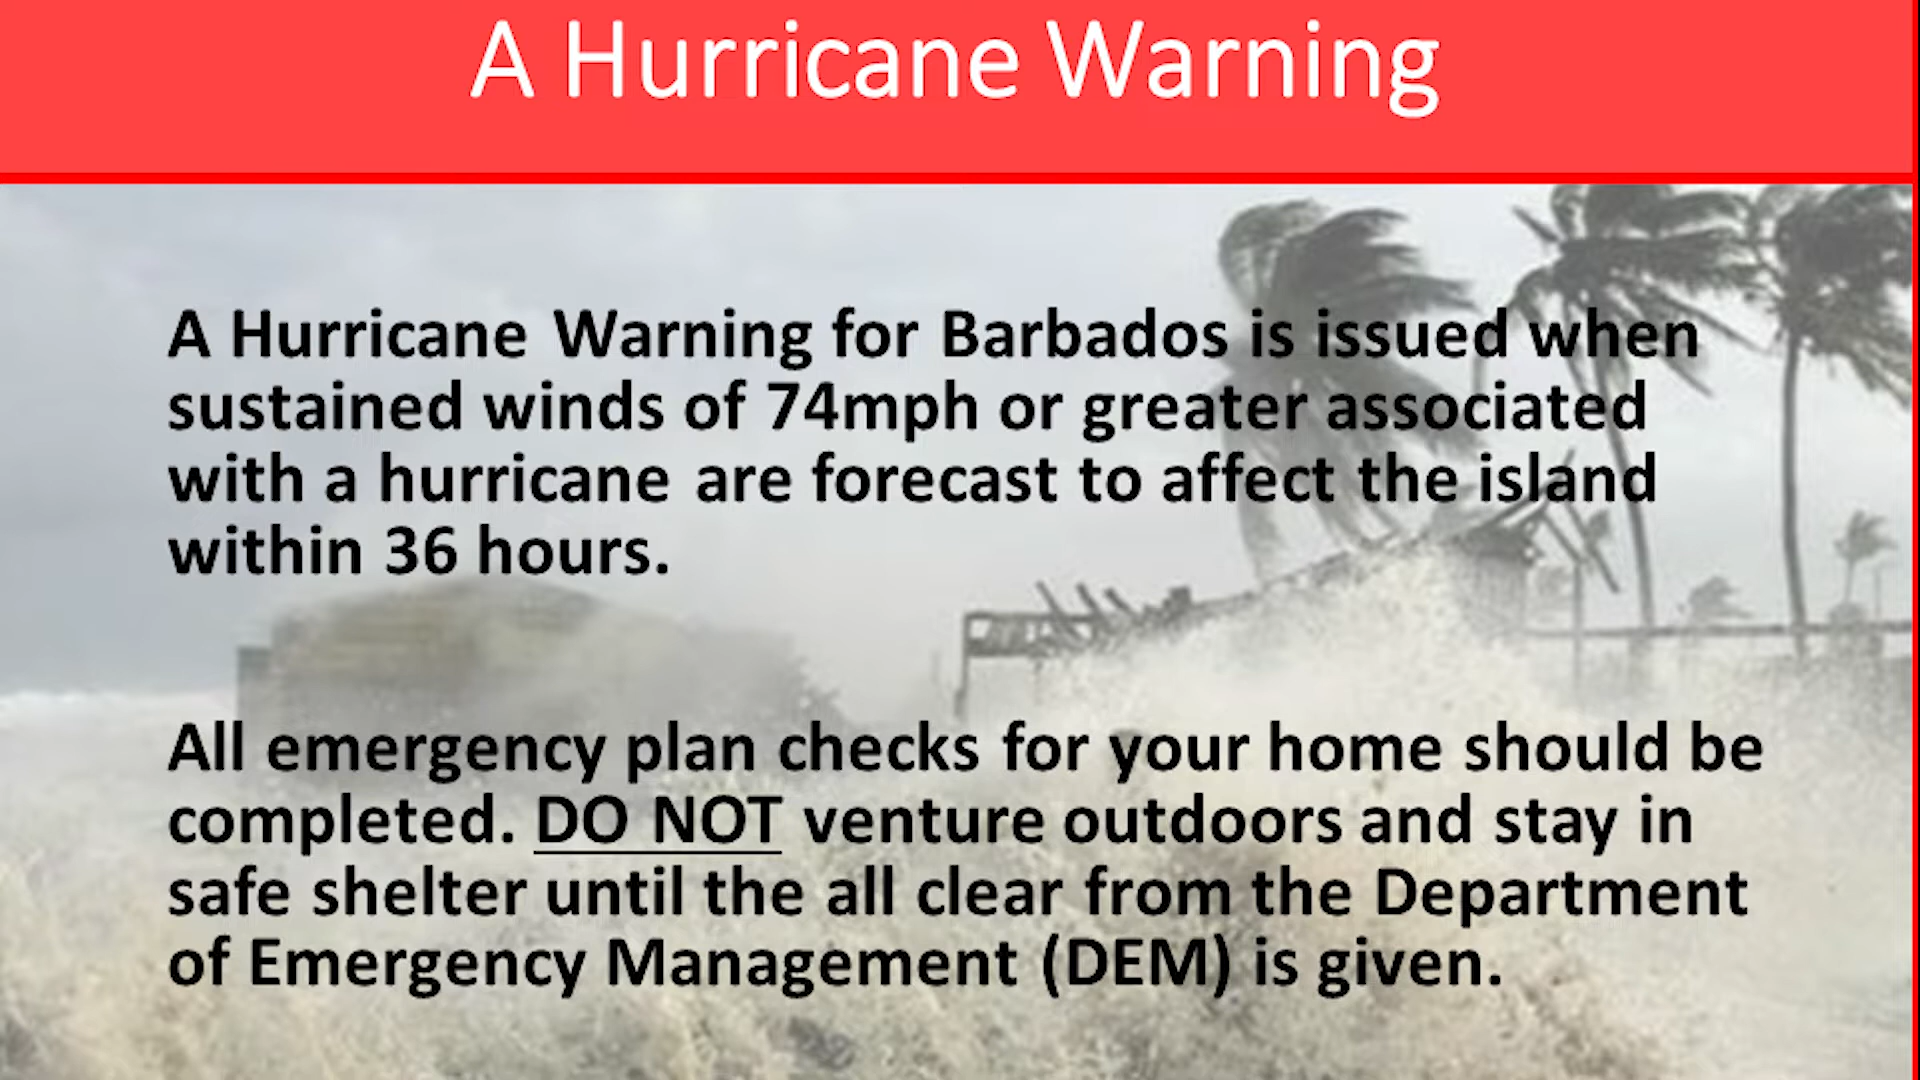 A Hurricane Warning
A Hurricane Warning for Barbados is issued when
sustained winds of 74mph or greater associated
with a hurricane are forecast to affect the island
within 36 hours.
All emergency plan checks for your home should be
completed. DO NOT venture outdoors and stay in
safe shelter until the all clear from the Department
of Emergency Management (DEM) is given.